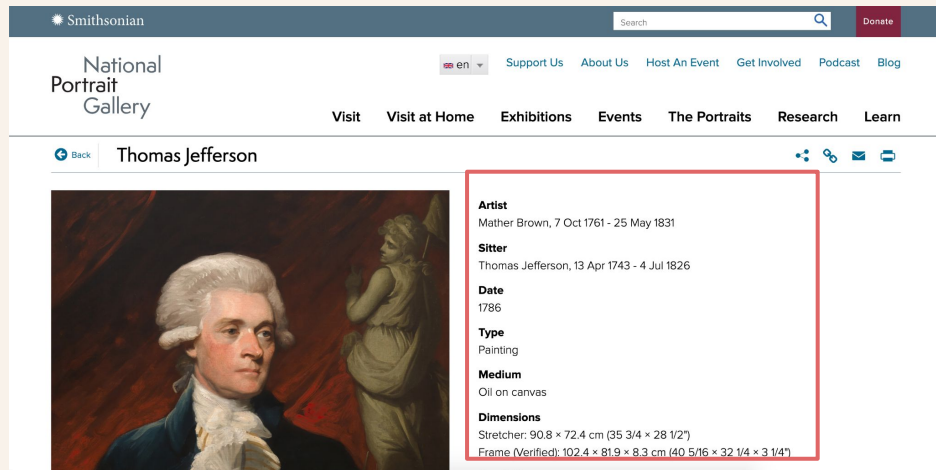 Smithsonian
Search
Donate
National
Portrait
Gallery
en
Support Us About Us Host An Event Get Involved Podcast Blog
Visit Visit at Home Exhibitions Events The Portraits Research Learn
Back
Thomas Jefferson
Artist
Mather Brown, 7 Oct 1761 - 25 May 1831
Sitter
Thomas Jefferson, 13 Apr 1743 - 4 Jul 1826
Date
1786
Type
Painting
Medium
Oil on canvas
Dimensions
Stretcher: 90.8 × 72.4 cm (35 3/4 × 28 1/2")
Frame (Verified): 102.4 × 81.9 × 8.3 cm (40 5/16 × 32 1/4 × 3 1/4")